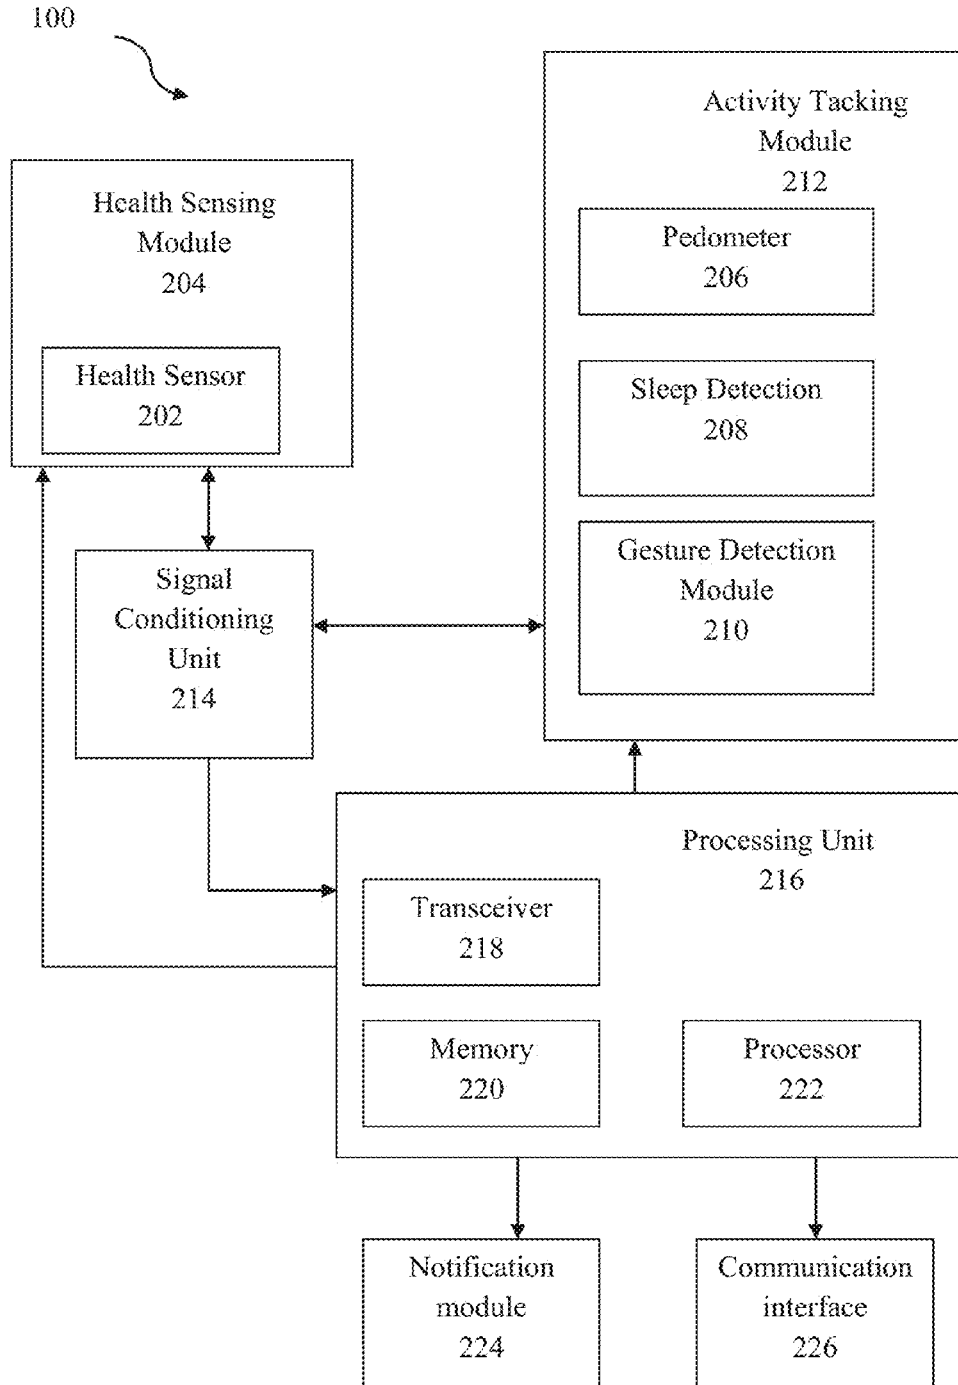 100
Activity Tacking
Module
212
Health Sensing
Module
204
Pedometer
206
Health Sensor
202
Sleep Detection
208
Gesture Detection
Module
210
Signal
Conditioning
Unit
214
Processing Unit
216
Transceiver
218
Memory
220
Processor
222
Notification
module
224
Communication
interface
226